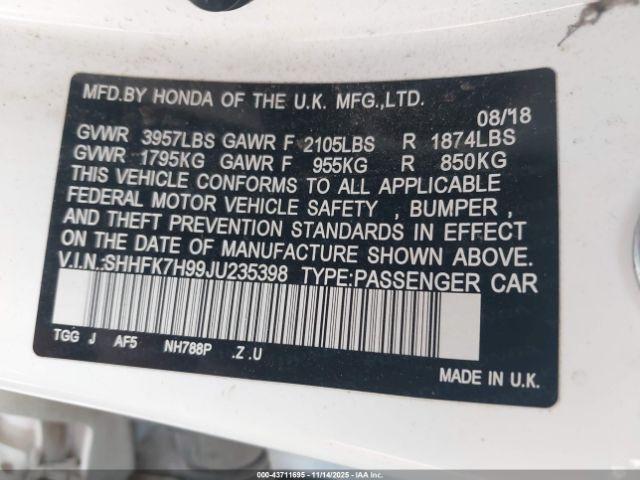 MFD.BY HONDA OF THE U.K. MFG.,LTD.
08/'18
GVWR 3957LBS GAWR F 2105LBS R 1874LBS
GVWR 1795KG GAWR F 955KG R 850KG
THIS VEHICLE CONFORMS TO ALL APPLICABLE
FEDERAL MOTOR VEHICLE SAFETY , BUMPER ,
AND THEFT PREVENTION STANDARDS IN EFFECT
ON THE DATE OF MANUFACTURE SHOWN ABOVE.
V.I.N.:SHHFK7H99JU235398 TYPE:PASSENGER CAR
TGG J AF5 NH788P .Z .U
MADE IN U.K.
000-43711695 - 11/14/2025 - IAAI HOLDINGS, LLC.